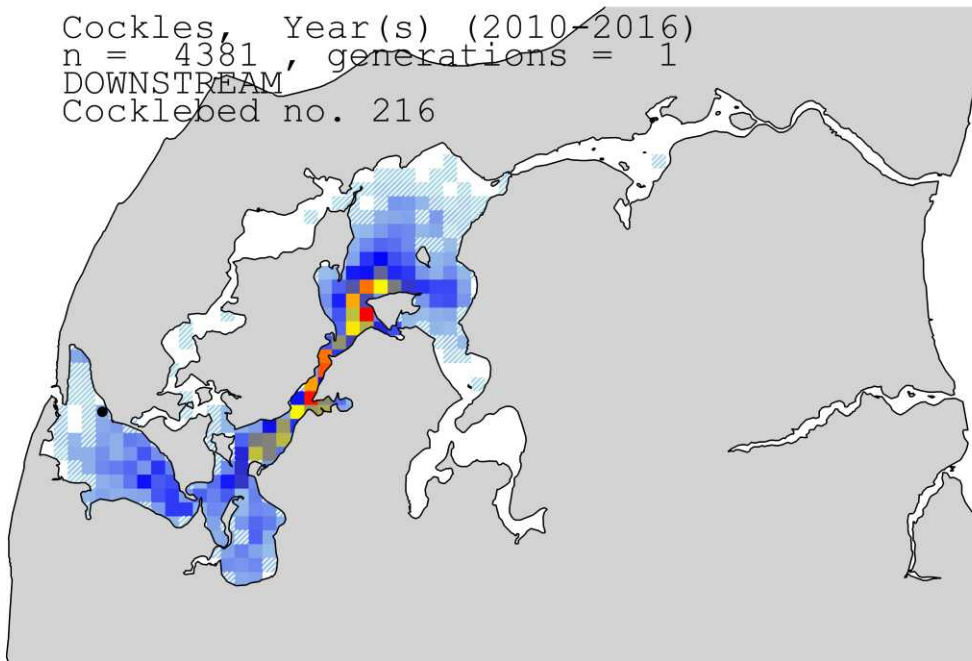 Cockles, Year(s) (2010-2016)
n = 4381 , generations = 1
DOWNSTREAM
Cocklebed no. 216